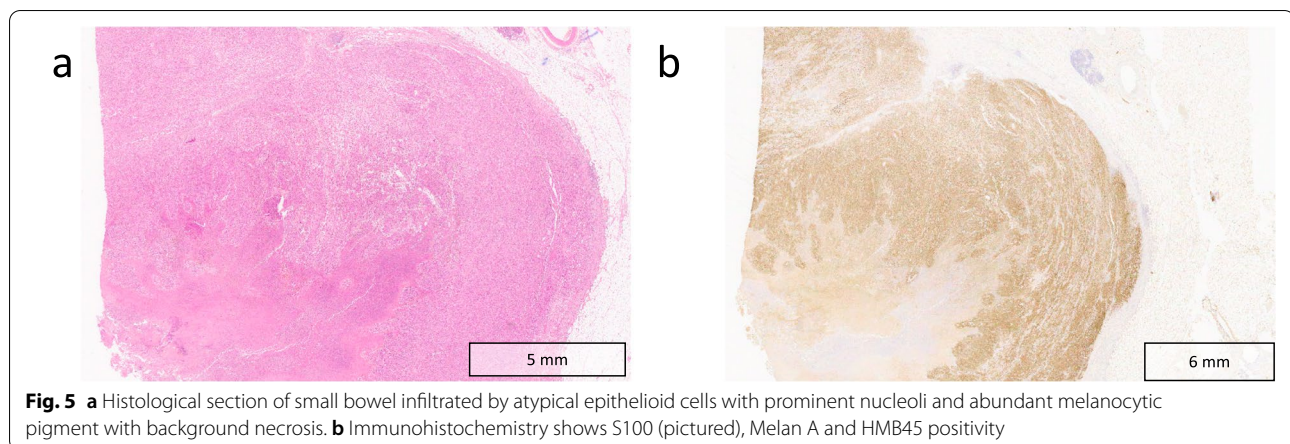 a
b
5 mm
6 mm
Fig. 5 a Histological section of small bowel infiltrated by atypical epithelioid cells with prominent nucleoli and abundant melanocytic
pigment with background necrosis. b Immunohistochemistry shows S100 (pictured), Melan A and HMB45 positivity